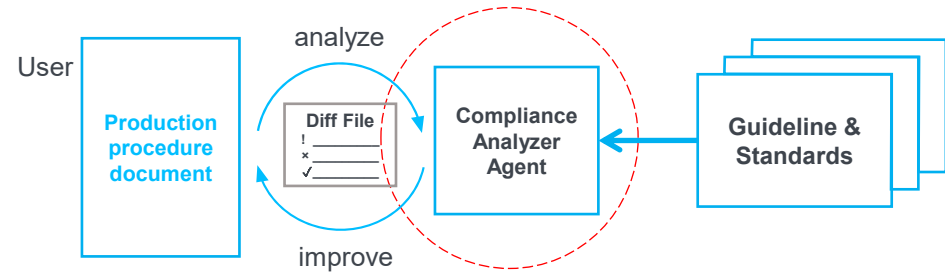 User
Production
procedure
document
analyze
Diff File
!
×
✓
improve
Compliance
Analyzer
Agent
Guideline &
Standards